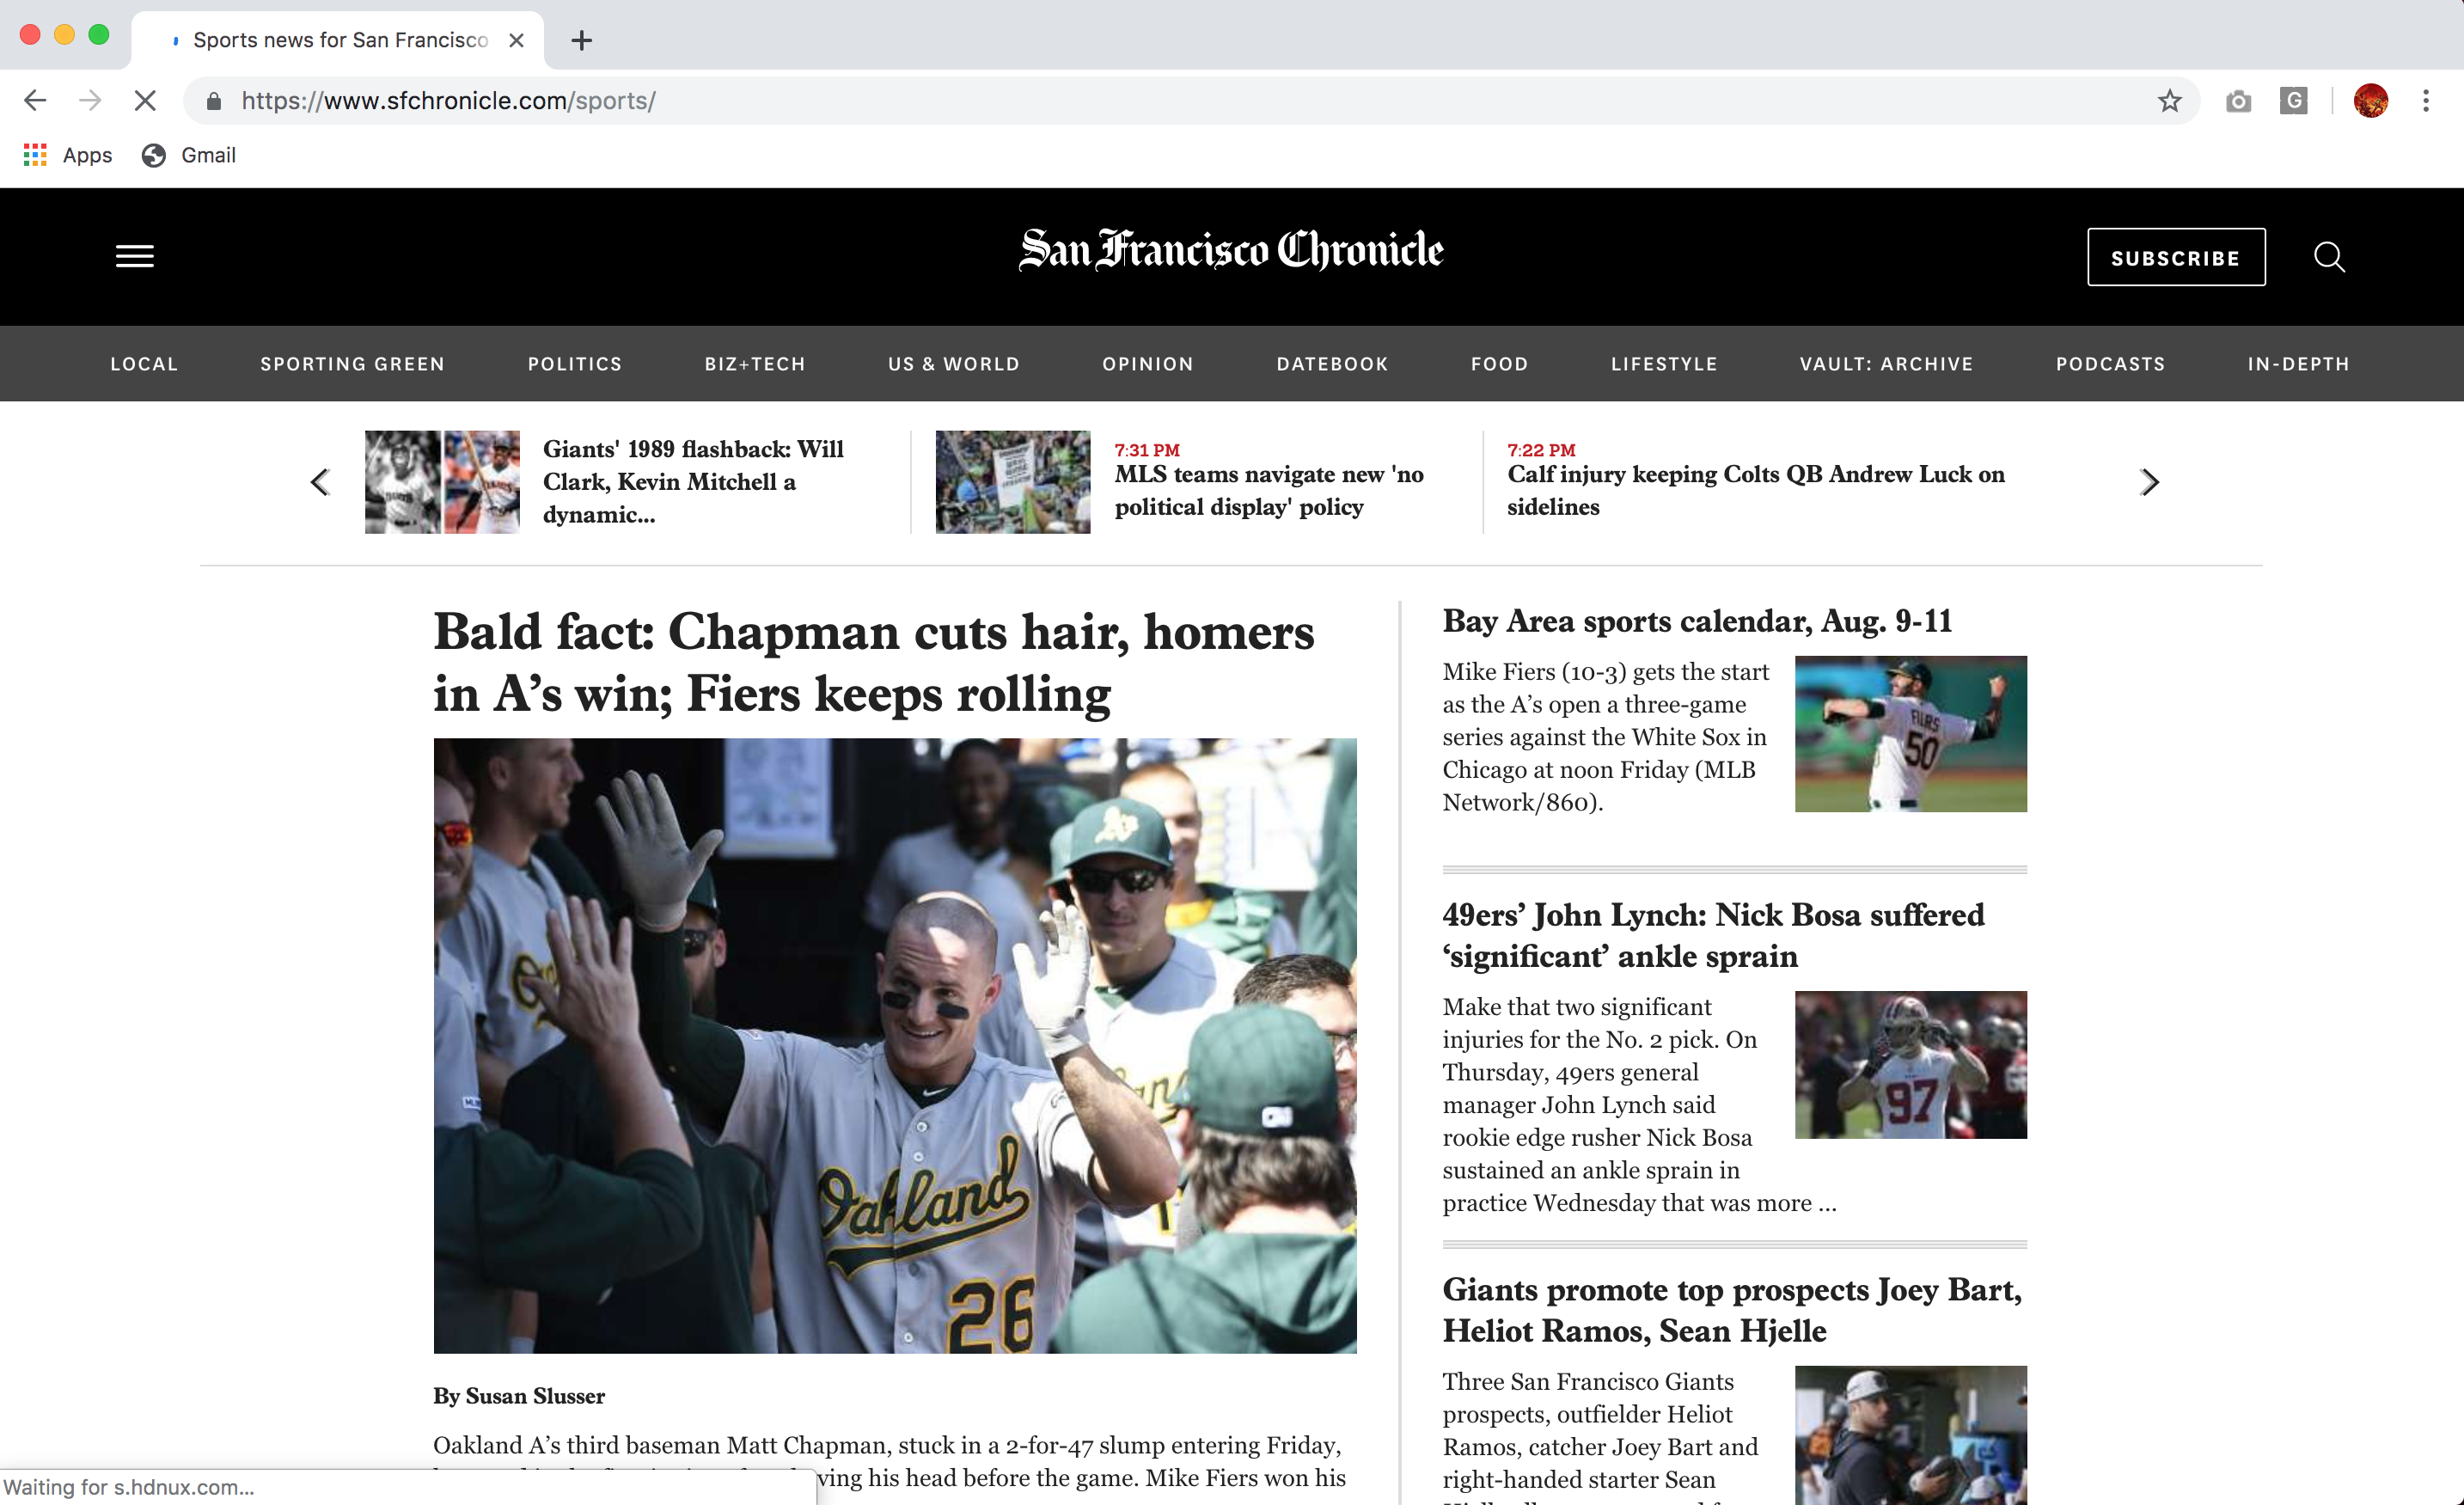 Sports news for San Francisco
https://www.sfchronicle.com/sports/
G
Apps
Gmail
San Francisco Chronicle
SUBSCRIBE
LOCAL
SPORTING GREEN
POLITICS
BIZ+TECH
US & WORLD
OPINION
DATEBOOK
FOOD
LIFESTYLE
VAULT: ARCHIVE
PODCASTS
IN-DEPTH
Giants' 1989 flashback: Will
Clark, Kevin Mitchell a
dynamic...
7:31 PM
MLS teams navigate new 'no
political display' policy
7:22 PM
Calf injury keeping Colts QB Andrew Luck on
sidelines
Bald fact: Chapman cuts hair, homers
in A’s win; Fiers keeps rolling
Oakland
26
By Susan Slusser
Oakland A’s third baseman Matt Chapman, stuck in a 2-for-47 slump entering Friday,
his head before the game. Mike Fiers won his
Waiting for s.hdnux.com...
Bay Area sports calendar, Aug. 9-11
Mike Fiers (10-3) gets the start
as the A’s open a three-game
series against the White Sox in
Chicago at noon Friday (MLB
Network/860).
FIERS
50
49ers’ John Lynch: Nick Bosa suffered
‘significant’ ankle sprain
Make that two significant
injuries for the No. 2 pick. On
Thursday, 49ers general
manager John Lynch said
rookie edge rusher Nick Bosa
sustained an ankle sprain in
practice Wednesday that was more ...
97
Giants promote top prospects Joey Bart,
Heliot Ramos, Sean Hjelle
Three San Francisco Giants
prospects, outfielder Heliot
Ramos, catcher Joey Bart and
right-handed starter Sean